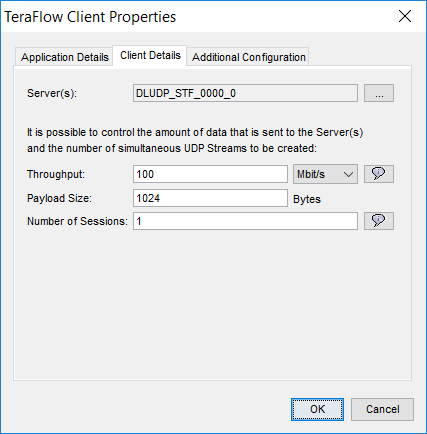 TeraFlow Client Properties
Application Details Client Details Additional Configuration
Server(s): DLUDP_STF_0000_0 ...
It is possible to control the amount of data that is sent to the Server(s)
and the number of simultaneous UDP Streams to be created:
Throughput: 100 Mbit/s
Payload Size: 1024 Bytes
Number of Sessions: 1
OK Cancel